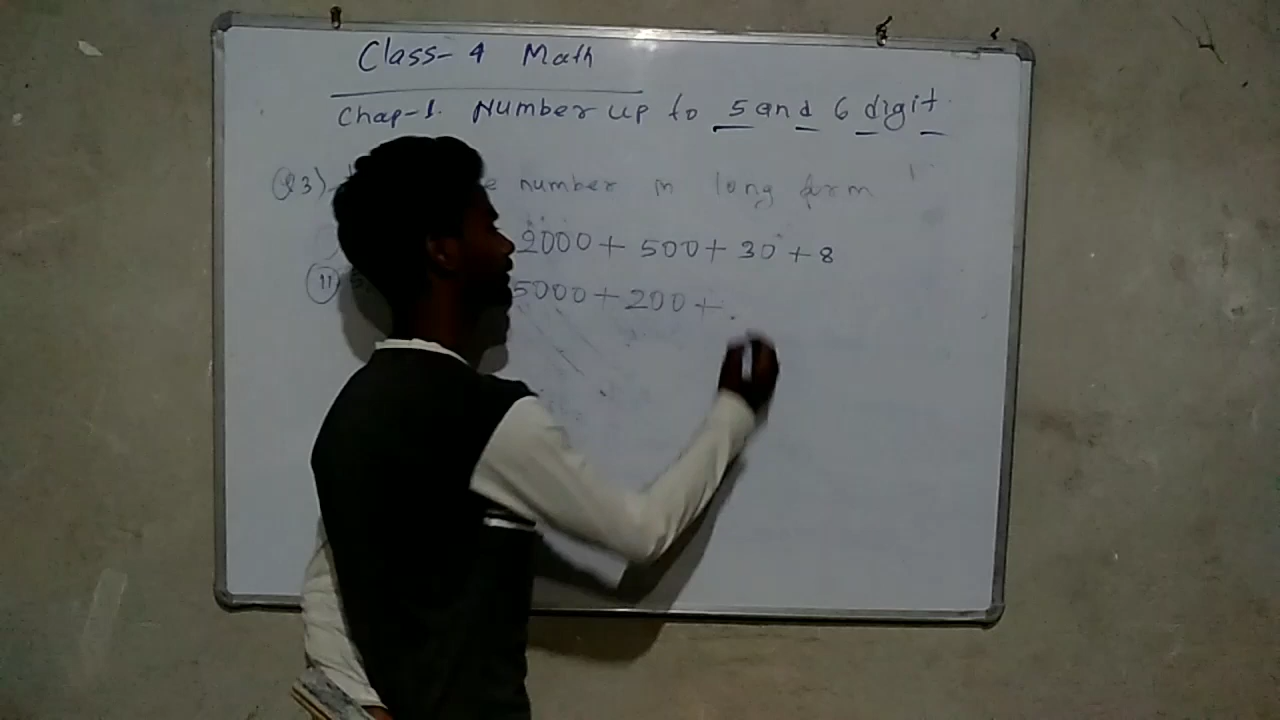 Class-4 Math
Chap-1. Number up to 5 and 6 digit
Q3) number in long form
2000 + 500 + 30 + 8
(ii) 5000 + 200 +